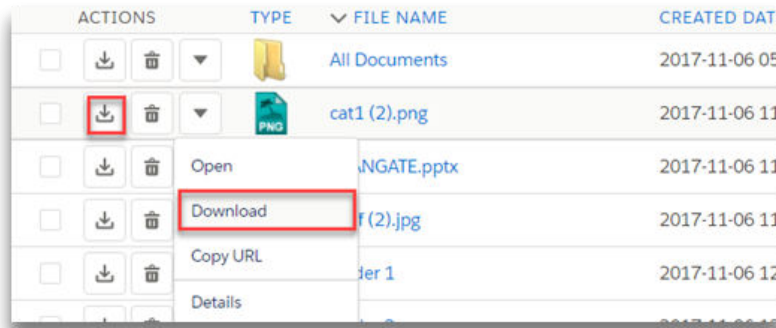 ACTIONS TYPE FILE NAME CREATED DAT
All Documents 2017-11-06 05
PNG cat1 (2).png 2017-11-06 11
Open NGATE.pptx 2017-11-06 11
Download f (2).jpg 2017-11-06 11
Copy URL der 1 2017-11-06 12
Details